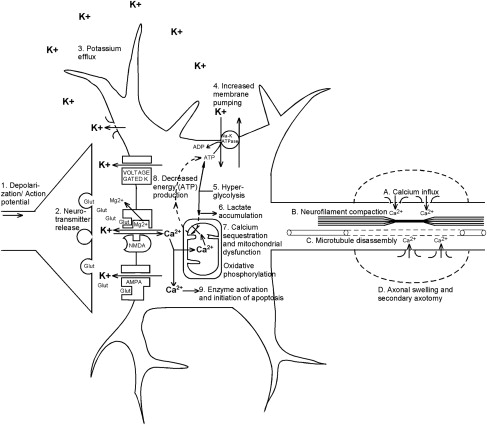 K+
K+
K+
K+
K+
K+
K+
3. Potassium
efflux
4. Increased
membrane
pumping
K+
K+
Na-K
ATPase
ADP
ATP
K+
1. Depolari-
zation/ Action
potential
VOLTAGE
GATED K
8. Decreased
energy (ATP)
production
5. Hyper-
glycolysis
6. Lactate
accumulation
2. Neuro-
transmitter
release
Glut
Glut
Glut
Mg2+
Glut
Mg2+
K+
Ca2+
NMDA
7. Calcium
sequestration
and mitochondrial
dysfunction
Ca2+
Glut
Glut
K+
AMPA
Glut
Oxidative
phosphorylation
Ca2+
9. Enzyme activation
and initiation of apoptosis
A. Calcium influx
Ca2+
Ca2+
B. Neurofilament compaction
C. Microtubule disassembly
Ca2+
Ca2+
D. Axonal swelling and
secondary axotomy